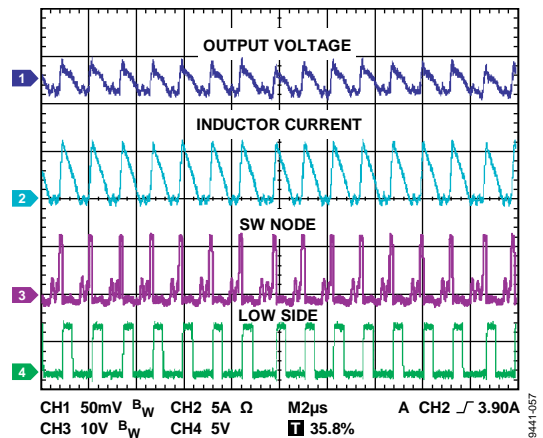 OUTPUT VOLTAGE
1
INDUCTOR CURRENT
2
SW NODE
3
LOW SIDE
4
CH1 50mV BW CH2 5A Ω M2µs A CH2 3.90A
CH3 10V BW CH4 5V T 35.8%
9441-057